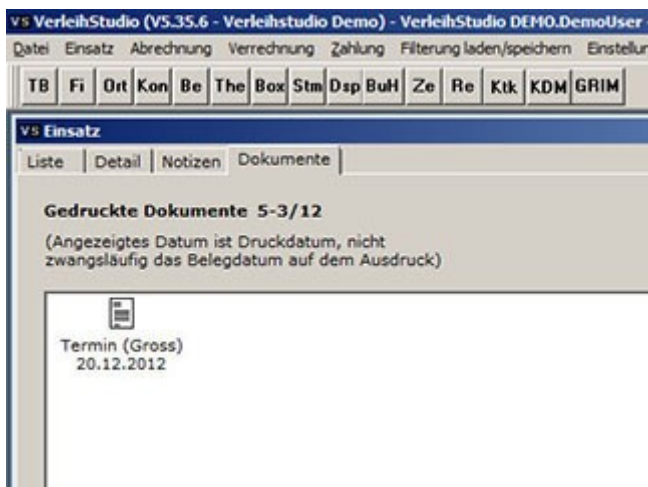 VS VerleihStudio (V5.35.6 - Verleihstudio Demo) - VerleihStudio DEMO.DemoUser -
Datei Einsatz Abrechnung Verrechnung Zahlung Filterung laden/speichern Einstellur
TB Fi Ort Kon Be The Box Stm Dsp BuH Ze Re Ktk KDM GRIM
VS Einsatz
Liste Detail Notizen Dokumente
Gedruckte Dokumente 5-3/12
(Angezeigtes Datum ist Druckdatum, nicht
zwangsläufig das Belegdatum auf dem Ausdruck)
Termin (Gross)
20.12.2012